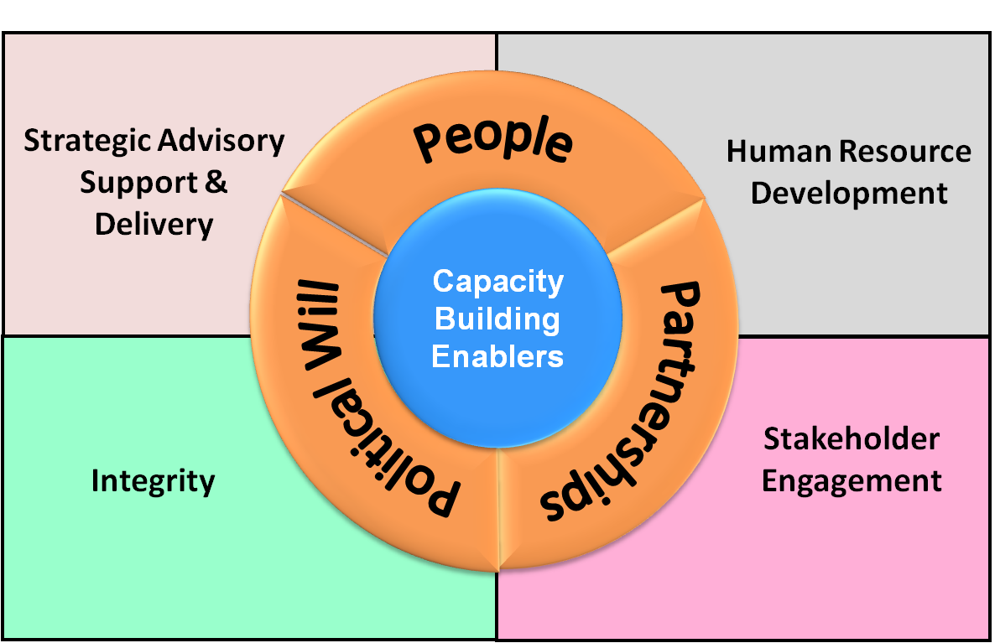 People
Strategic Advisory
Support &
Delivery
Human Resource
Development
Capacity
Building
Enablers
Political Will
Partnerships
Integrity
Stakeholder
Engagement